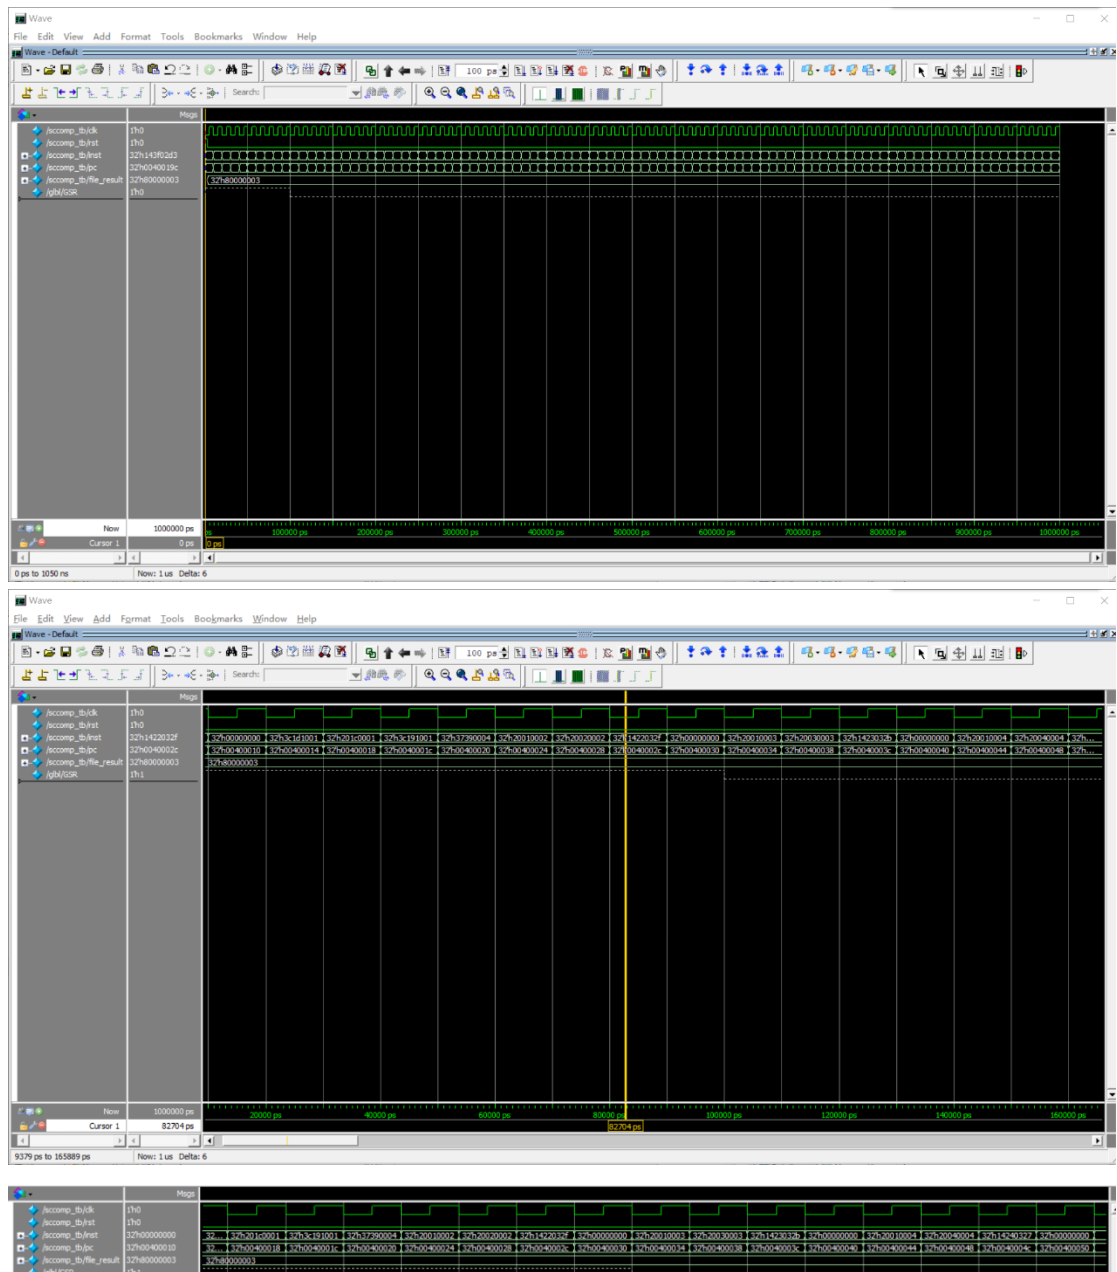 Wave
File Edit View Add Format Tools Bookmarks Window Help
Wave - Default
100 ps
Search:
Msgs
/sccomp_tb/clk 1'h0
/sccomp_tb/rst 1'h0
/sccomp_tb/inst 32'h143f02d3
/sccomp_tb/pc 32'h0040019c
/sccomp_tb/file_result 32'h80000003 32'h80000003
/glbl/GSR 1'h0
Now 1000000 ps 100000 ps 200000 ps 300000 ps 400000 ps 500000 ps 600000 ps 700000 ps 800000 ps 900000 ps 1000000 ps
Cursor 1 0 ps 0 ps
0 ps to 1050 ns Now: 1 us Delta: 6
Wave
File Edit View Add Format Tools Bookmarks Window Help
Wave - Default
100 ps
Search:
Msgs
/sccomp_tb/clk 1'h0
/sccomp_tb/rst 1'h0
/sccomp_tb/inst 32'h1422032f 32'h00000000 32'h3c1d1001 32'h201c0001 32'h3c191001 32'h37390004 32'h20010002 32'h20020002 32'h1422032f 32'h00000000 32'h20010003 32'h20030003 32'h1423032b 32'h00000000 32'h20010004 32'h20040004 32'h...
/sccomp_tb/pc 32'h0040002c 32'h00400010 32'h00400014 32'h00400018 32'h0040001c 32'h00400020 32'h00400024 32'h00400028 32'h0040002c 32'h00400030 32'h00400034 32'h00400038 32'h0040003c 32'h00400040 32'h00400044 32'h00400048 32'h...
/sccomp_tb/file_result 32'h80000003 32'h80000003
/glbl/GSR 1'h1
Now 1000000 ps 20000 ps 40000 ps 60000 ps 80000 ps 100000 ps 120000 ps 140000 ps 160000 ps
Cursor 1 82704 ps 82704 ps
9379 ps to 165889 ps Now: 1 us Delta: 6
Msgs
/sccomp_tb/clk 1'h0
/sccomp_tb/rst 1'h0
/sccomp_tb/inst 32'h00000000 32... 32'h201c0001 32'h3c191001 32'h37390004 32'h20010002 32'h20020002 32'h1422032f 32'h00000000 32'h20010003 32'h20030003 32'h1423032b 32'h00000000 32'h20010004 32'h20040004 32'h14240327 32'h00000000
/sccomp_tb/pc 32'h00400010 32... 32'h00400018 32'h0040001c 32'h00400020 32'h00400024 32'h00400028 32'h0040002c 32'h00400030 32'h00400034 32'h00400038 32'h0040003c 32'h00400040 32'h00400044 32'h00400048 32'h0040004c 32'h00400050
/sccomp_tb/file_result 32'h80000003 32'h80000003